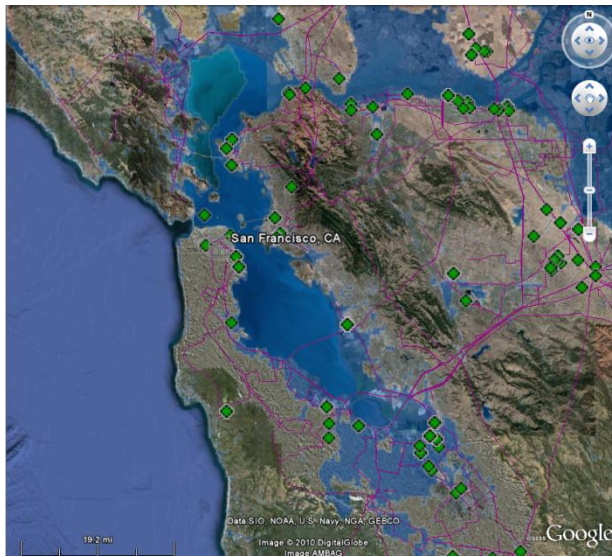 N
San Francisco, CA
Data SIO, NOAA, U.S. Navy, NGA, GEBCO
19.2 mi
Image © 2010 DigitalGlobe
Google
Image AMBAG